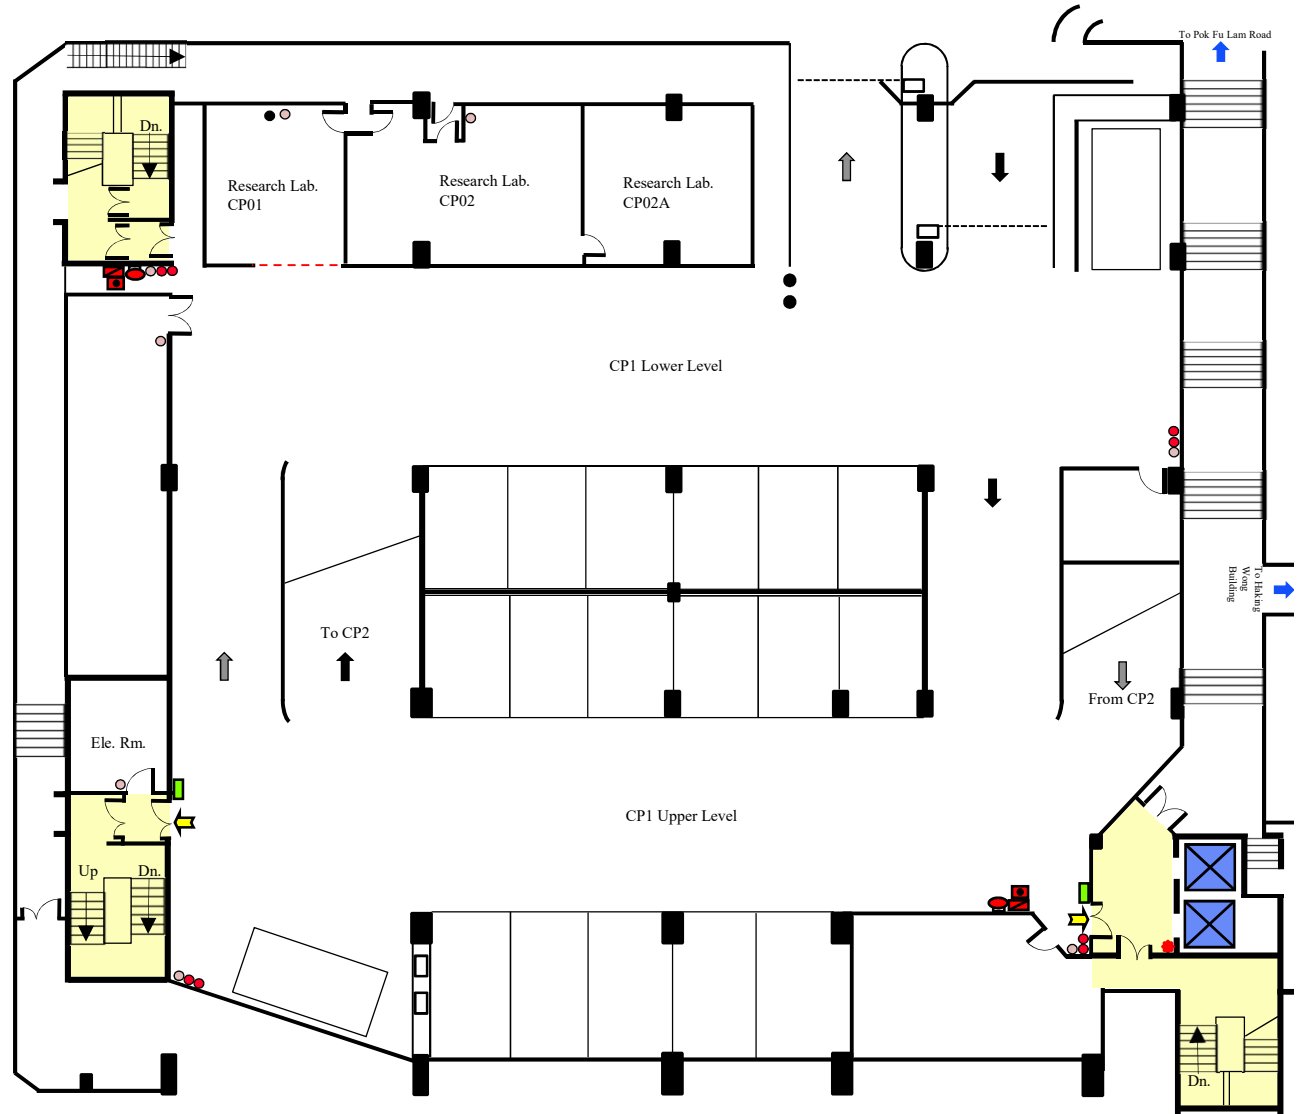 To Pok Fu Lam Road
Dn.
Research Lab.
CP01
Research Lab.
CP02
Research Lab.
CP02A
CP1 Lower Level
To Haking
Wong
Building
To CP2
From CP2
Ele. Rm.
CP1 Upper Level
Up
Dn.
Dn.